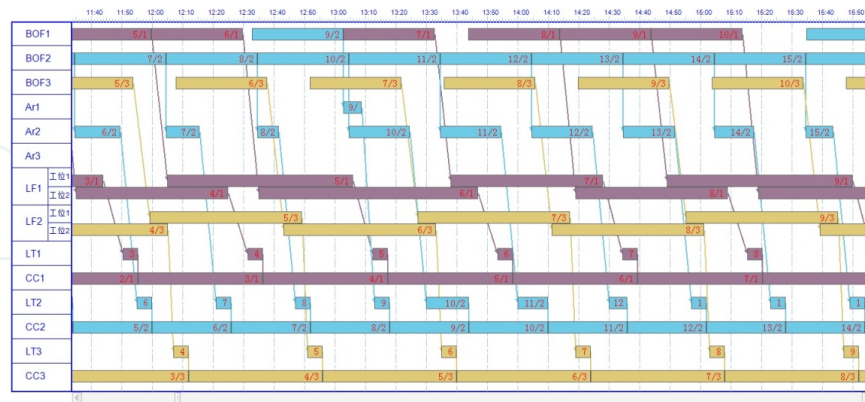 11:40 11:50 12:00 12:10 12:20 12:30 12:40 12:50 13:00 13:10 13:20 13:30 13:40 13:50 14:00 14:10 14:20 14:30 14:40 14:50 15:00 15:10 15:20 15:30 15:40 15:50
BOF1 5/1 6/1 9/2 7/1 8/1 9/1 10/1
BOF2 7/2 8/2 10/2 11/2 12/2 13/2 14/2 15/2
BOF3 5/3 6/3 7/3 8/3 9/3 10/3
Ar1 9/
Ar2 6/2 7/2 8/2 10/2 11/2 12/2 13/2 14/2 15/2
Ar3
LF1 工位1 3/1 5/1 7/1 9/1
工位2 4/1 6/1 8/1
LF2 工位1 5/3 7/3 9/3
工位2 4/3 6/3 8/3
LT1 3 4 5 6 7 8
CC1 2/1 3/1 4/1 5/1 6/1 7/1
LT2 6 7 8 9 10/2 11/2 12 1 1 1
CC2 5/2 6/2 7/2 8/2 9/2 10/2 11/2 12/2 13/2 14/2
LT3 4 5 6 7 8 9
CC3 3/3 4/3 5/3 6/3 7/3 8/3